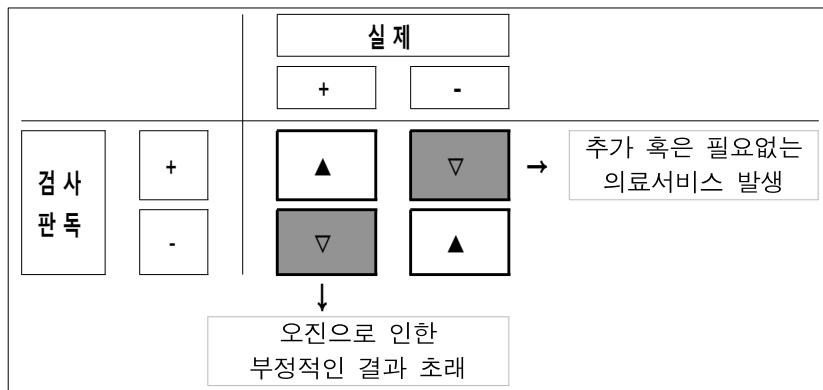 실 제
+ -
검 사
판 독
+ ▲ ▽ → 추가 혹은 필요없는
의료서비스 발생
- ▽ ▲
↓
오진으로 인한
부정적인 결과 초래